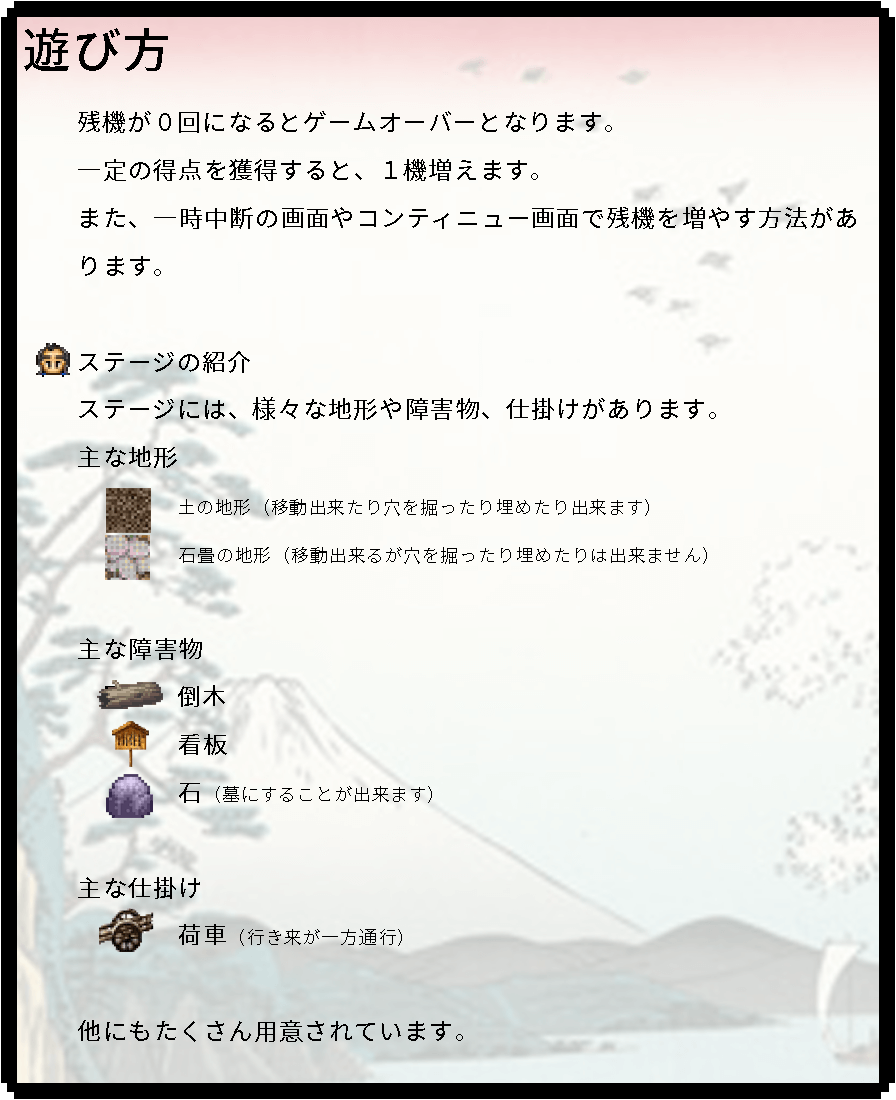 遊び方
残機が０回になるとゲームオーバーとなります。
一定の得点を獲得すると、１機増えます。
また、一時中断の画面やコンティニュー画面で残機を増やす方法があ
ります。
ステージの紹介
ステージには、様々な地形や障害物、仕掛けがあります。
主な地形
土の地形（移動出来たり穴を掘ったり埋めたり出来ます）
石畳の地形（移動出来るが穴を掘ったり埋めたりは出来ません）
主な障害物
倒木
看板
石（墓にすることが出来ます）
主な仕掛け
荷車（行き来が一方通行）
他にもたくさん用意されています。